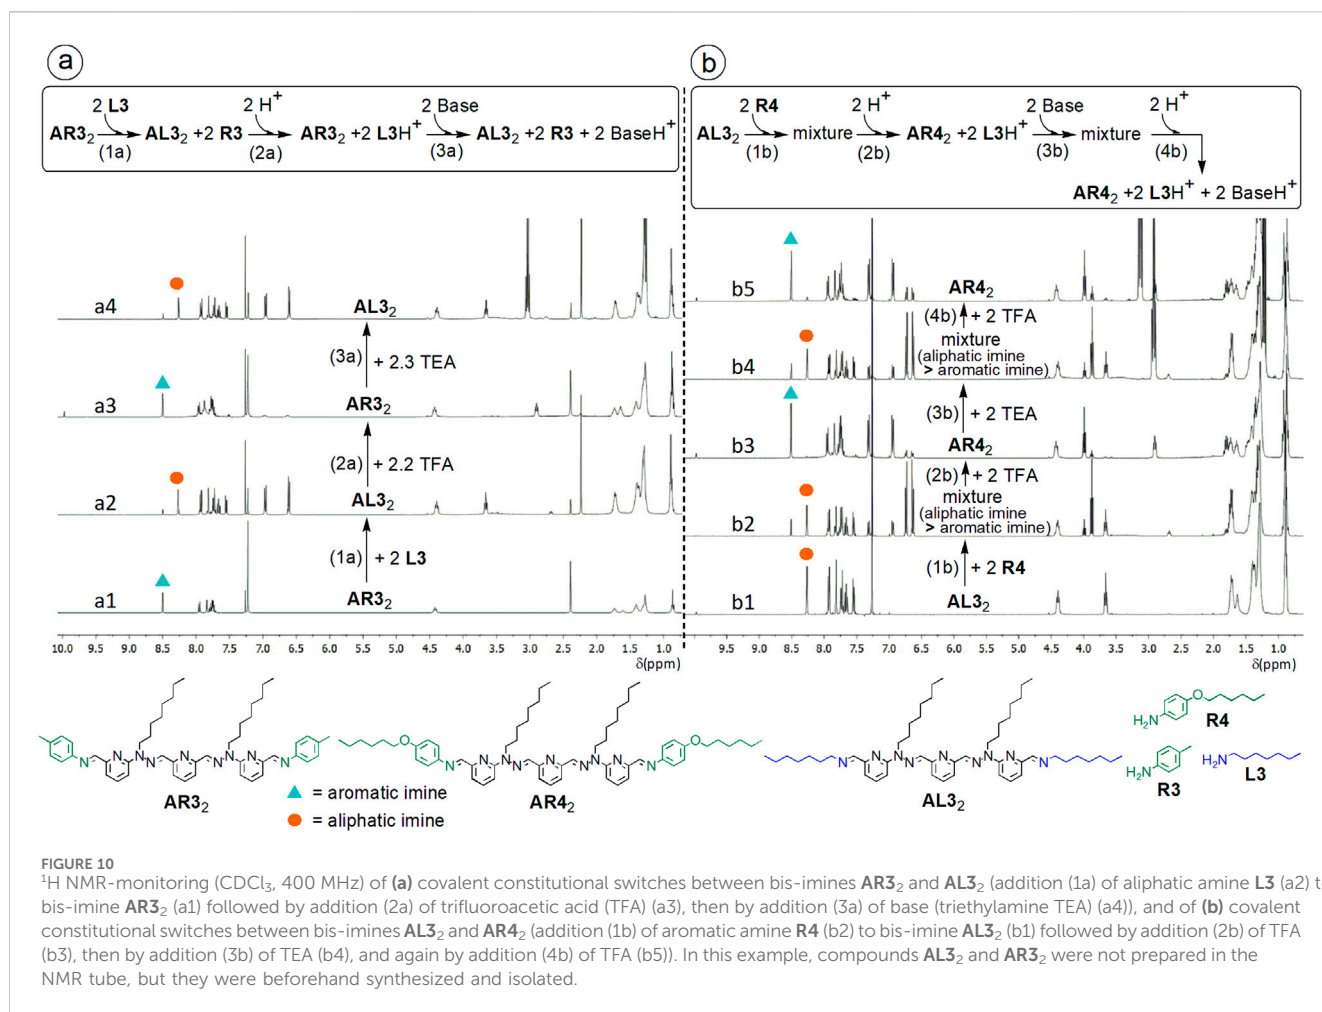 a
2 L3 2 H+ 2 Base
AR3₂ AL3₂ +2 R3 AR3₂ + 2 L3H+ AL3₂ + 2 R3 + 2 BaseH+
(1a) (2a) (3a)
b
2 R4 2 H+ 2 Base 2 H+
AL3₂ mixture AR4₂ +2 L3H+ mixture
(1b) (2b) (3b) (4b)
AR4₂ +2 L3H+ + 2 BaseH+
a4
AL3₂
(3a) + 2.3 TEA
a3
AR3₂
(2a) + 2.2 TFA
a2
AL3₂
(1a) + 2 L3
a1
AR3₂
10.0 9.5 9.0 8.5 8.0 7.5 7.0 6.5 6.0 5.5 5.0 4.5 4.0 3.5 3.0 2.5 2.0 1.5 1.0
δ(ppm)
b5
AR4₂
(4b) + 2 TFA
mixture
b4
(aliphatic imine
> aromatic imine)
(3b) + 2 TEA
b3
AR4₂
(2b) + 2 TFA
mixture
b2
(aliphatic imine
> aromatic imine)
(1b) + 2 R4
b1
AL3₂
9.5 9.0 8.5 8.0 7.5 7.0 6.5 6.0 5.5 5.0 4.5 4.0 3.5 3.0 2.5 2.0 1.5 1.0
δ(ppm)
N N N N N N N N N
AR3₂
O N N N N N N N N N O
AR4₂
N N N N N N N N N
AL3₂
O
H₂N
R4
H₂N
R3
H₂N
L3
= aromatic imine
= aliphatic imine
FIGURE 10
¹H NMR-monitoring (CDCl₃, 400 MHz) of (a) covalent constitutional switches between bis-imines AR3₂ and AL3₂ (addition (1a) of aliphatic amine L3 (a2) t
bis-imine AR3₂ (a1) followed by addition (2a) of trifluoroacetic acid (TFA) (a3), then by addition (3a) of base (triethylamine TEA) (a4)), and of (b) covalent
constitutional switches between bis-imines AL3₂ and AR4₂ (addition (1b) of aromatic amine R4 (b2) to bis-imine AL3₂ (b1) followed by addition (2b) of TFA
(b3), then by addition (3b) of TEA (b4), and again by addition (4b) of TFA (b5)). In this example, compounds AL3₂ and AR3₂ were not prepared in the
NMR tube, but they were beforehand synthesized and isolated.